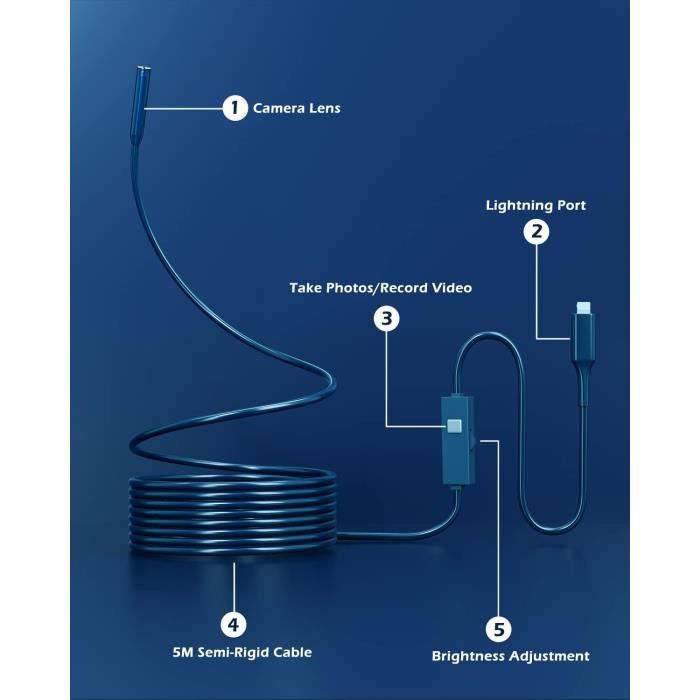 1 Camera Lens
Lightning Port
2
Take Photos/Record Video
3
4
5M Semi-Rigid Cable
5
Brightness Adjustment